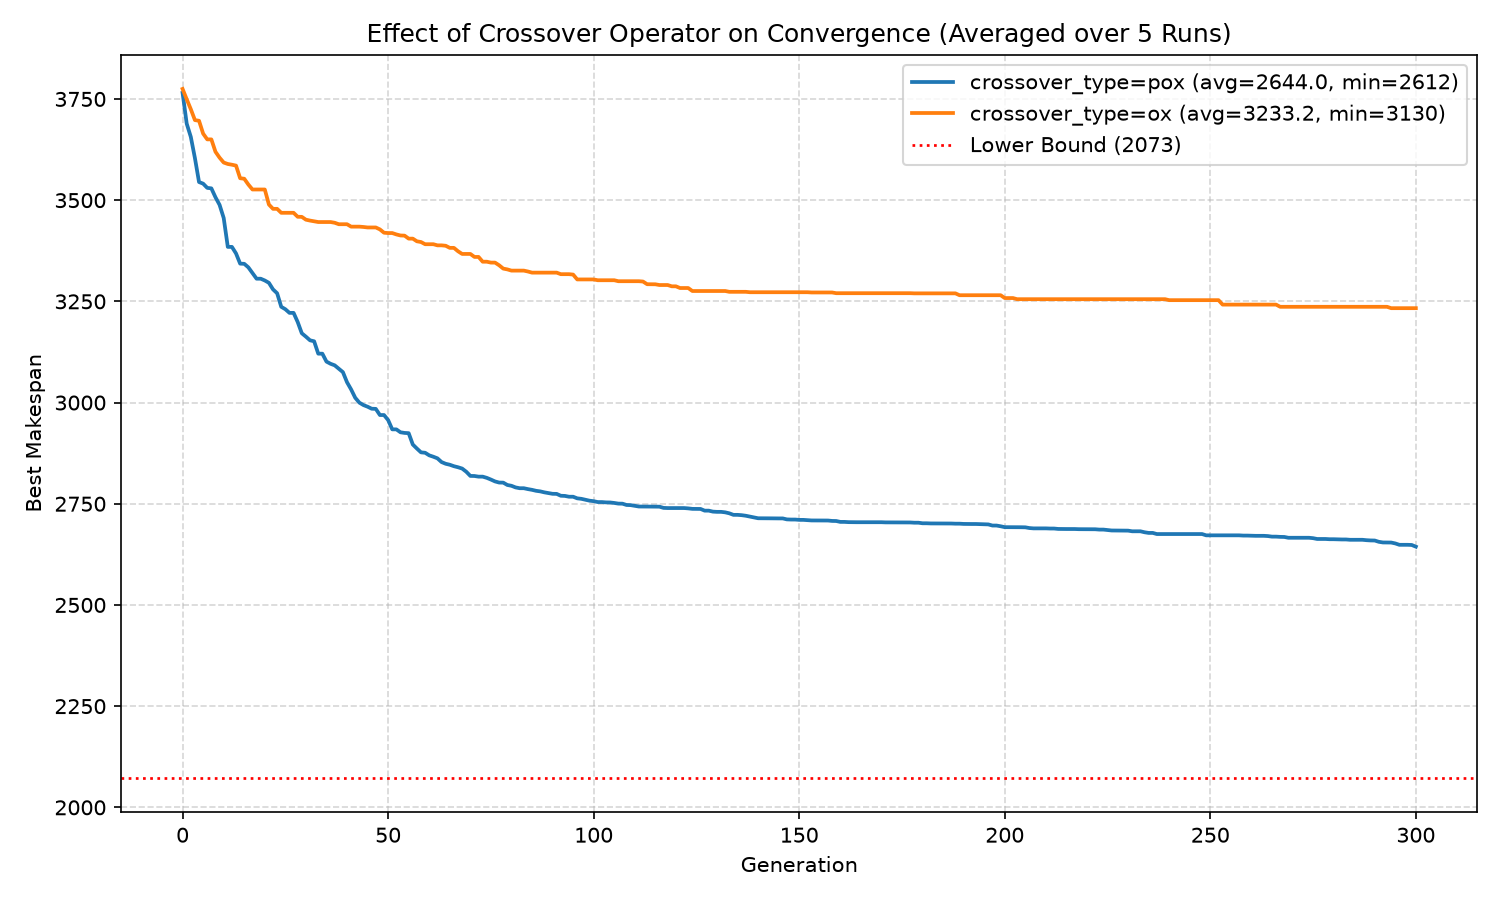 Effect of Crossover Operator on Convergence (Averaged over 5 Runs)
crossover_type=pox (avg=2644.0, min=2612)
crossover_type=ox (avg=3233.2, min=3130)
Lower Bound (2073)
Best Makespan
3750
3500
3250
3000
2750
2500
2250
2000
0 50 100 150 200 250 300
Generation